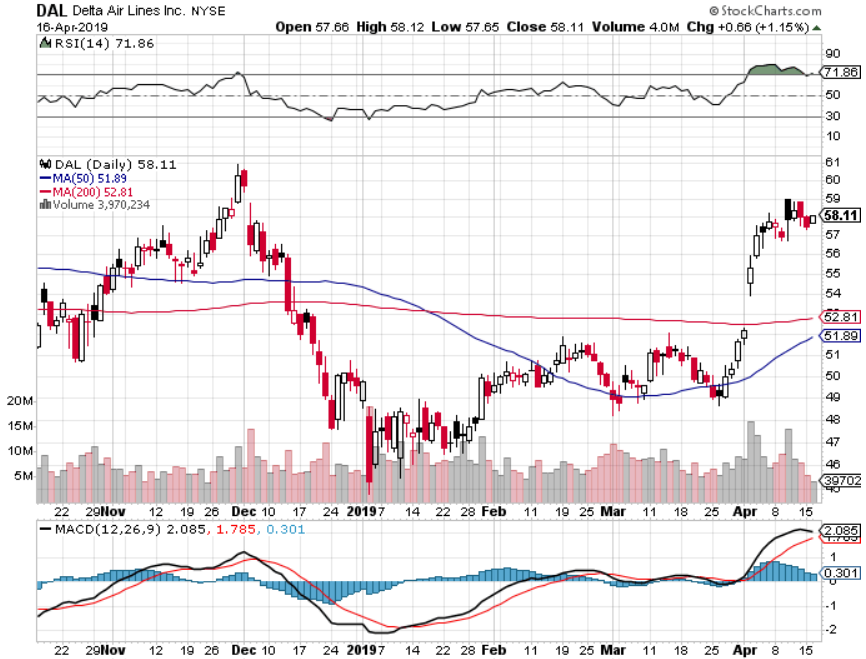 DAL Delta Air Lines Inc. NYSE © StockCharts.com
16-Apr-2019 Open 57.66 High 58.12 Low 57.65 Close 58.11 Volume 4.0M Chg +0.66 (+1.15%)
RSI(14) 71.86
90
71.86
50
30
10
DAL (Daily) 58.11
MA(50) 51.89
MA(200) 52.81
Volume 3,970,234
61
60
59
58.11
57
56
55
54
52.81
51.89
51
50
49
48
47
46
20M
15M
10M
5M
39702
22 29 Nov 12 19 26 Dec 10 17 24 2019 7 14 22 Feb 11 19 25 Mar 11 18 25 Apr 8 15
MACD(12,26,9) 2.085, 1.785, 0.301
2.085
1.785
1
0.301
0
-1
-2
22 29 Nov 12 19 26 Dec 10 17 24 2019 7 14 22 Feb 11 19 25 Mar 11 18 25 Apr 8 15